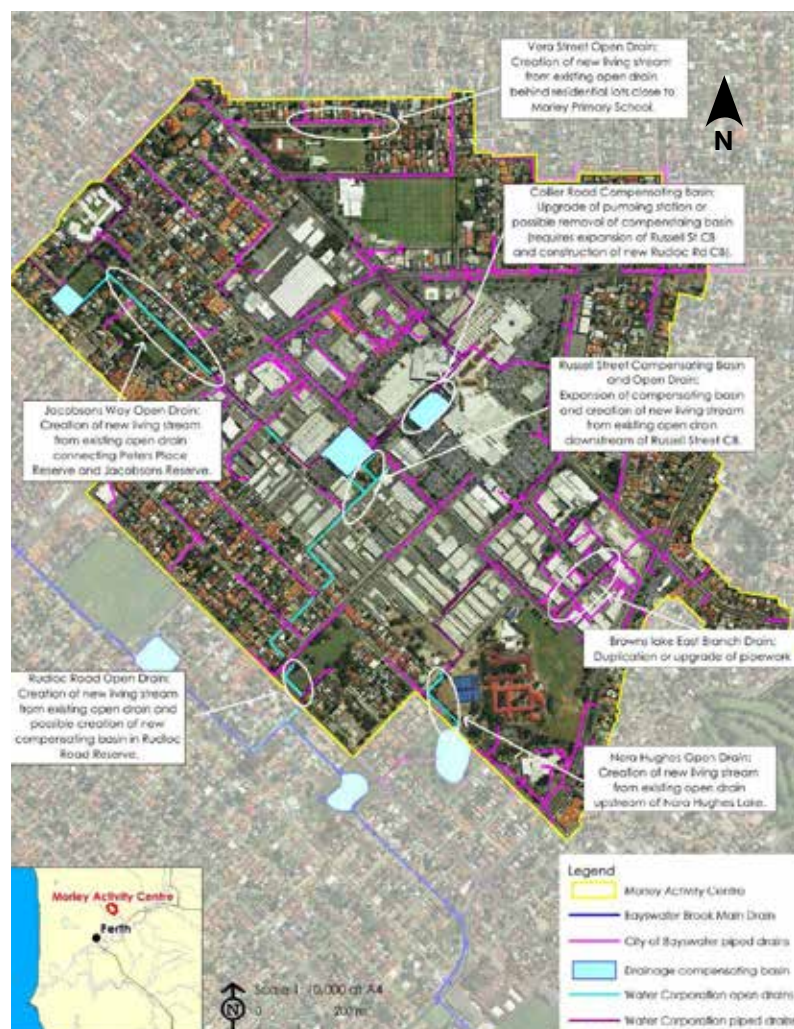 Vera Street Open Drain:
Creation of new living stream
from existing open drain
behind residential lots close to
Morley Primary School.
N
Collier Road Compensating Basin:
Upgrade of pumping station or
possible removal of compensating basin
(requires expansion of Russell St CB
and construction of new Rudloc Rd CB).
Russell Street Compensating Basin
and Open Drain:
Expansion of compensating basin
and creation of new living stream
from existing open drain
downstream of Russell Street CB.
Jacobsons Way Open Drain:
Creation of new living stream
from existing open drain
connecting Peters Place
Reserve and Jacobsons Reserve.
Browns lake East Branch Drain:
Duplication or upgrade of pipework
Rudloc Road Open Drain:
Creation of new living stream
from existing open drain and
possible creation of new
compensating basin in Rudloc
Road Reserve.
Nora Hughes Open Drain:
Creation of new living stream
from existing open drain
upstream of Nora Hughes Lake.
Morley Activity Centre
Perth
N
Scale 1:10,000 at A4
0 200 m
Legend
Morley Activity Centre
Bayswater Brook Main Drain
City of Bayswater piped drains
Drainage compensating basin
Water Corporation open drains
Water Corporation piped drains